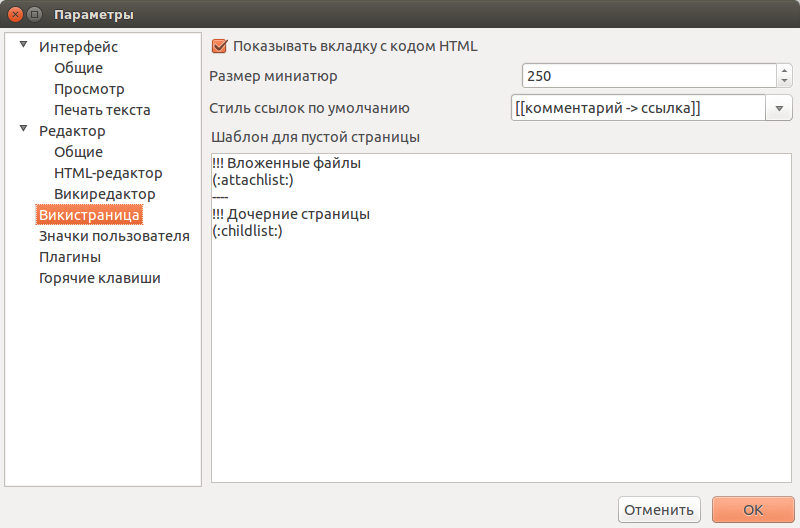 Параметры
Интерфейс
Общие
Просмотр
Печать текста
Редактор
Общие
HTML-редактор
Викиредактор
Викистраница
Значки пользователя
Плагины
Горячие клавиши
Показывать вкладку с кодом HTML
Размер миниатюр 250
Стиль ссылок по умолчанию [[комментарий -> ссылка]]
Шаблон для пустой страницы
!!! Вложенные файлы
(:attachlist:)
----
!!! Дочерние страницы
(:childlist:)
Отменить OK